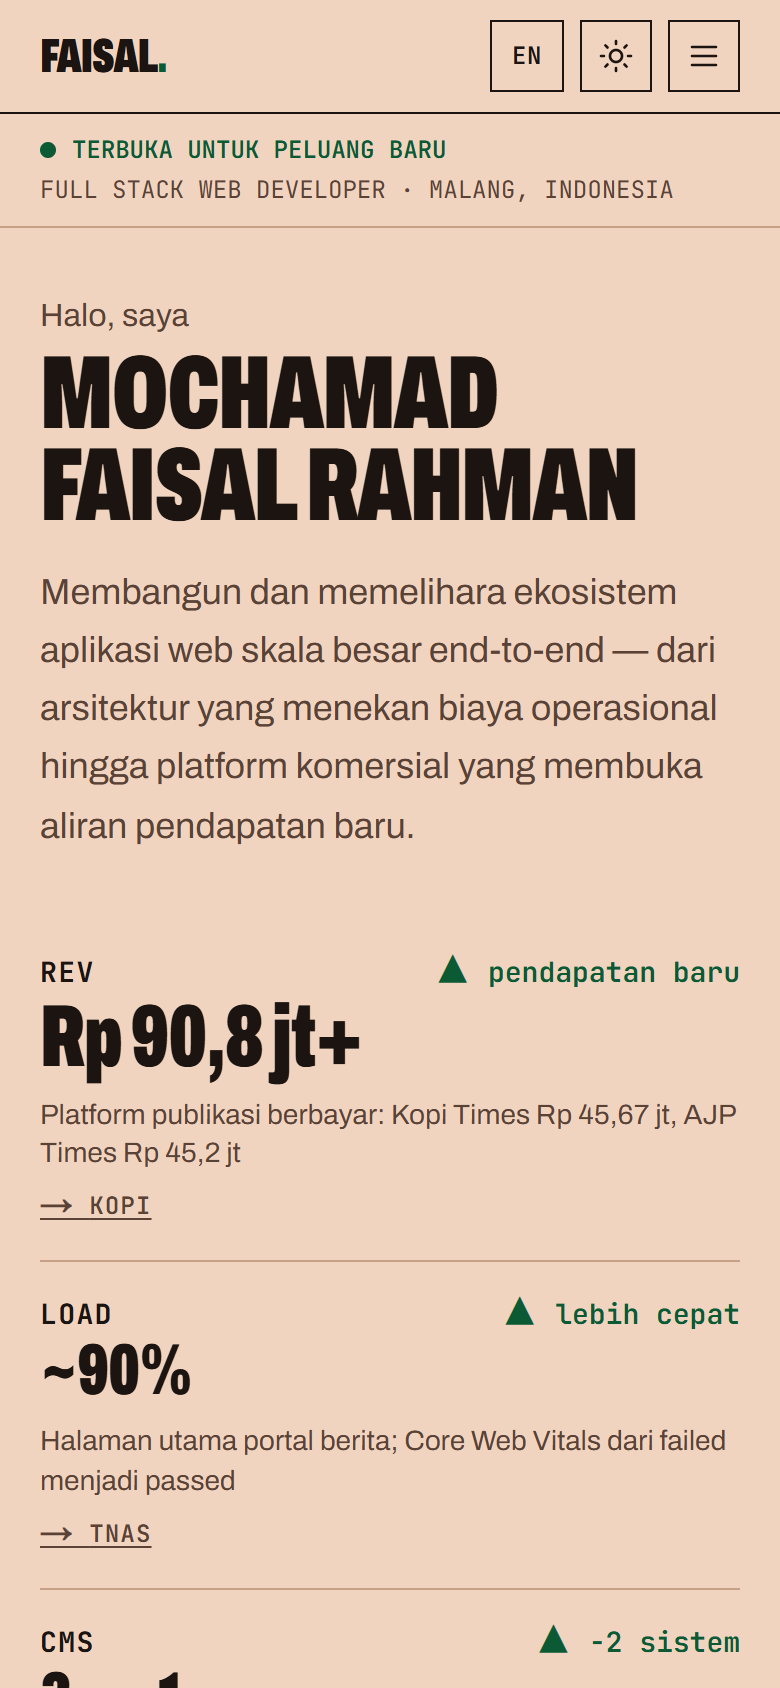 FAISAL.
EN
TERBUKA UNTUK PELUANG BARU
FULL STACK WEB DEVELOPER · MALANG, INDONESIA
Halo, saya
MOCHAMAD
FAISAL RAHMAN
Membangun dan memelihara ekosistem
aplikasi web skala besar end-to-end — dari
arsitektur yang menekan biaya operasional
hingga platform komersial yang membuka
aliran pendapatan baru.
REV ▲ pendapatan baru
Rp 90,8 jt+
Platform publikasi berbayar: Kopi Times Rp 45,67 jt, AJP
Times Rp 45,2 jt
→ KOPI
LOAD ▲ lebih cepat
~90%
Halaman utama portal berita; Core Web Vitals dari failed
menjadi passed
→ TNAS
CMS ▲ -2 sistem